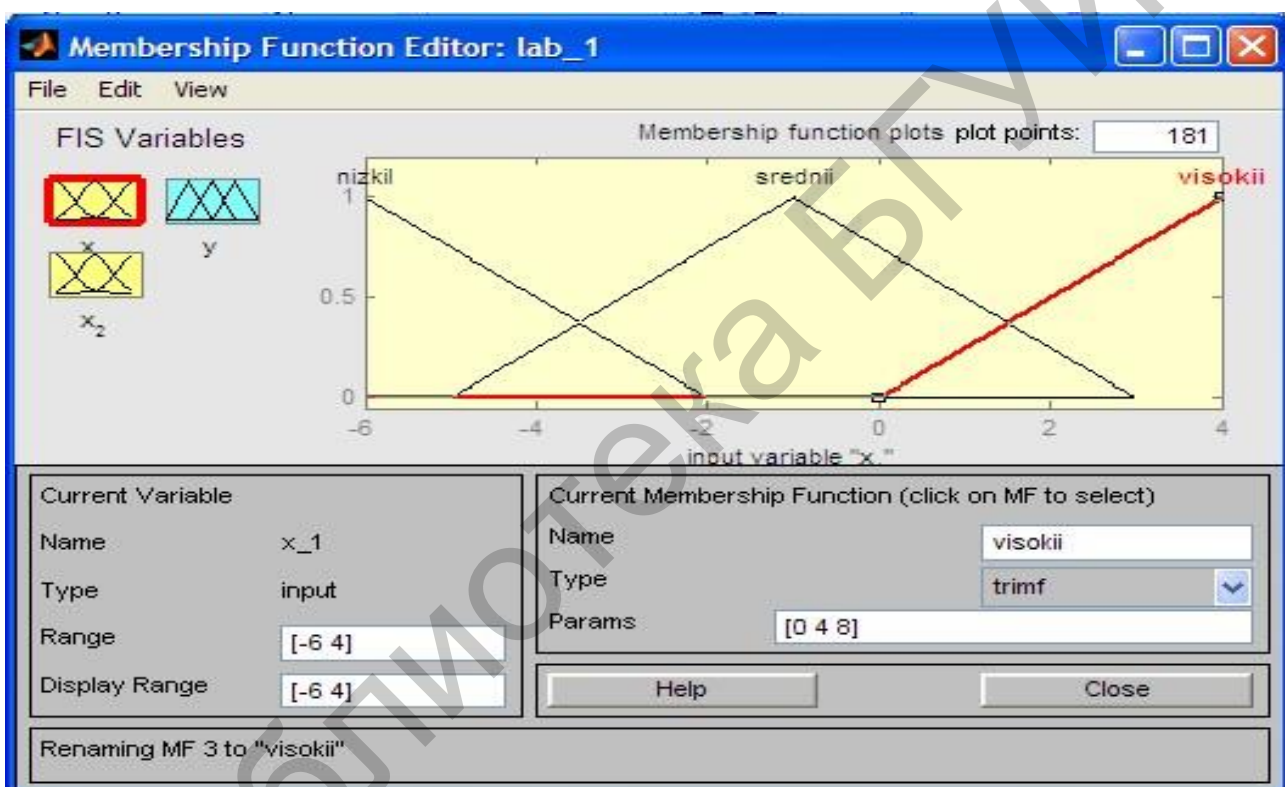 Membership Function Editor: lab_1
File Edit View
FIS Variables
Membership function plots plot points: 181
nizkii srednii visokii
1
x y
0.5
x2
0
-6 -4 -2 0 2 4
input variable "x,"
Current Variable
Name x_1
Type input
Range [-6 4]
Display Range [-6 4]
Current Membership Function (click on MF to select)
Name visokii
Type trimf
Params [0 4 8]
Help Close
Renaming MF 3 to "visokii"